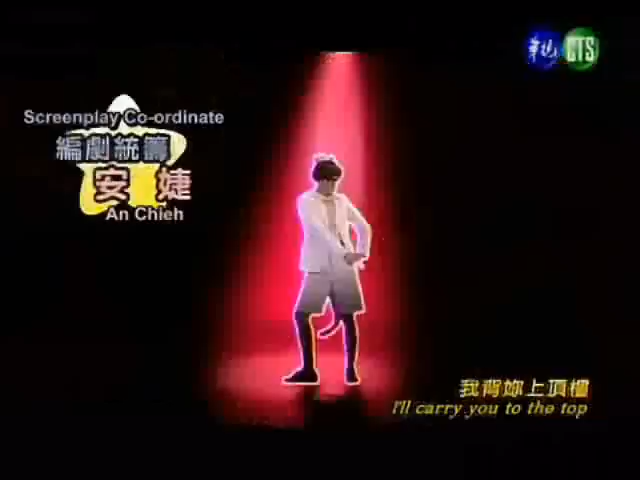 華視 CTS
Screenplay Co-ordinate
編劇統籌
安婕
An Chieh
我背妳上頂樓
I'll carry you to the top